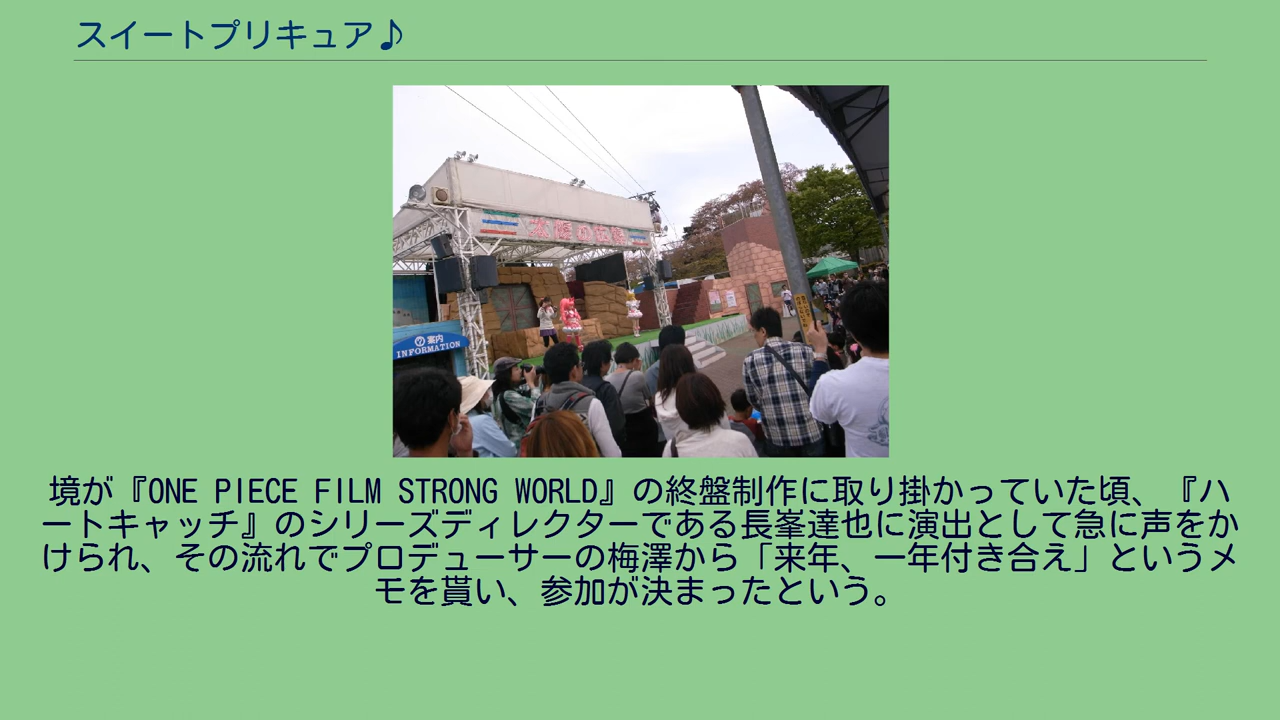 スイートプリキュア♪
案内
INFORMATION
境が『ONE PIECE FILM STRONG WORLD』の終盤制作に取り掛かっていた頃、『ハ
ートキャッチ』のシリーズディレクターである長峯達也に演出として急に声をか
けられ、その流れでプロデューサーの梅澤から「来年、一年付き合え」というメ
モを貰い、参加が決まったという。